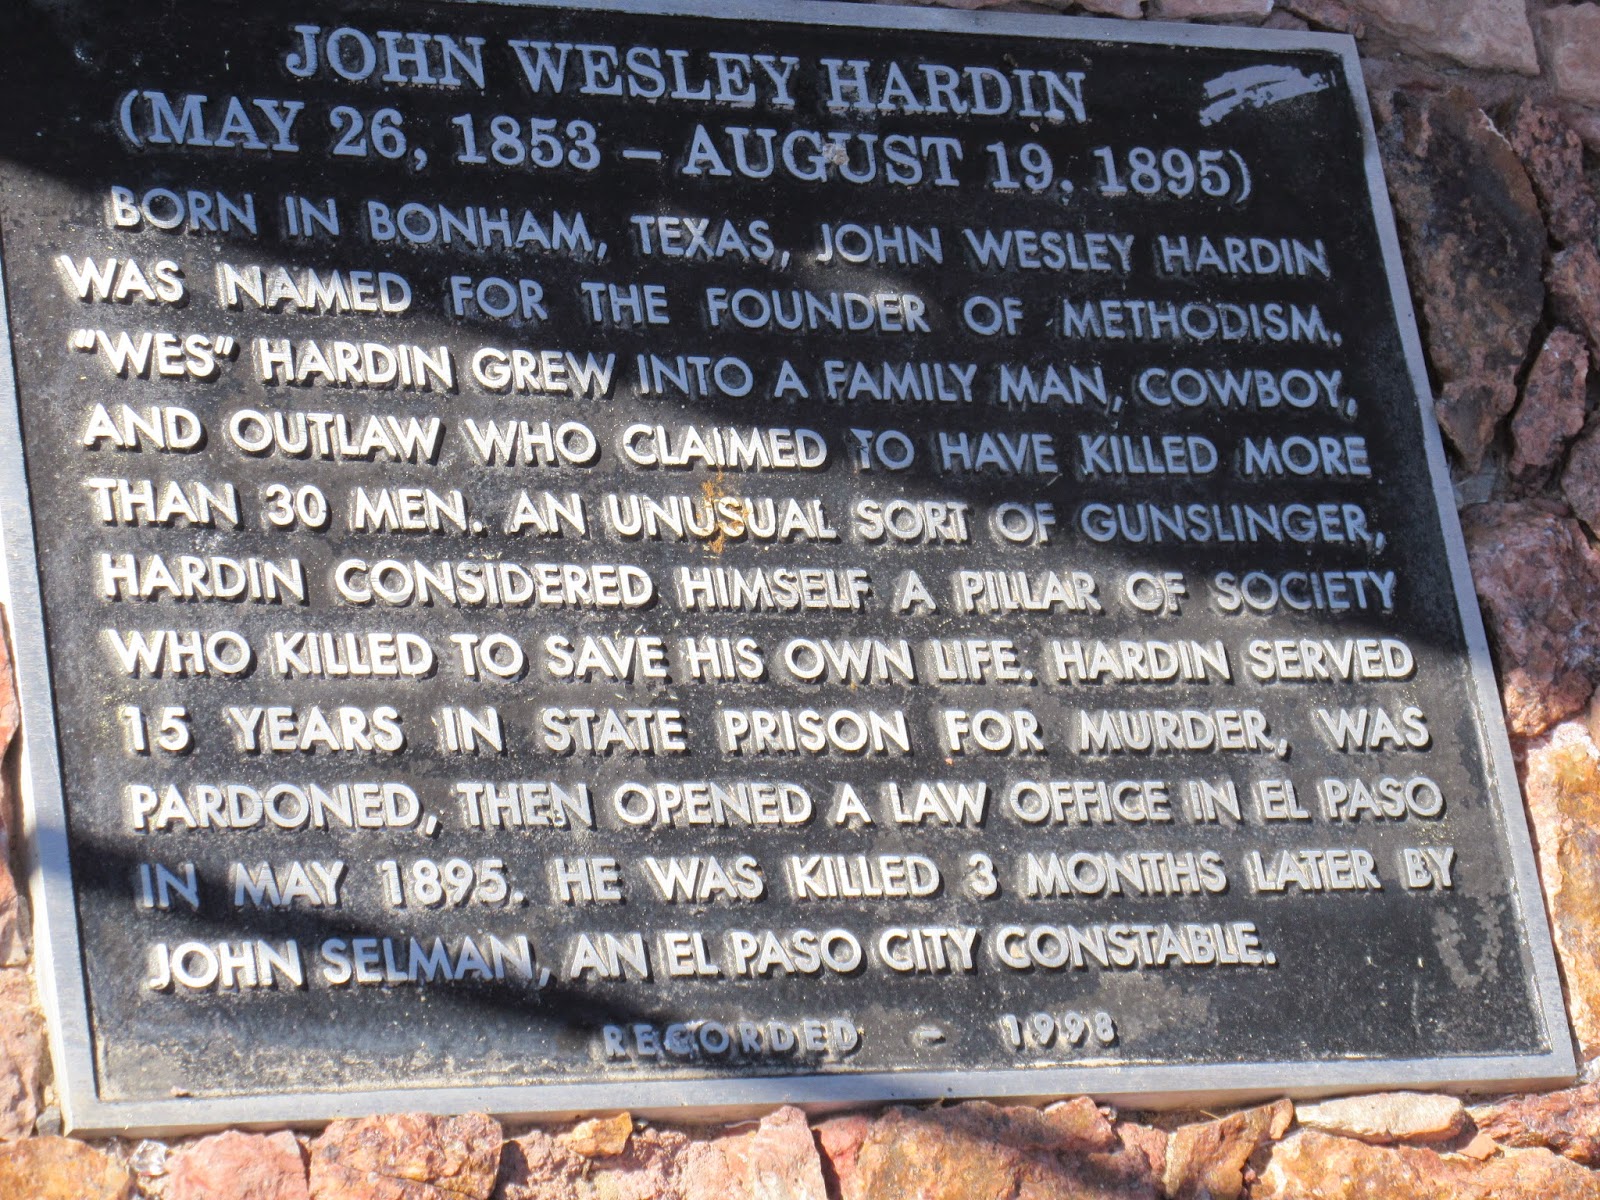 JOHN WESLEY HARDIN
(MAY 26, 1853 – AUGUST 19, 1895)
BORN IN BONHAM, TEXAS, JOHN WESLEY HARDIN
WAS NAMED FOR THE FOUNDER OF METHODISM.
"WES" HARDIN GREW INTO A FAMILY MAN, COWBOY,
AND OUTLAW WHO CLAIMED TO HAVE KILLED MORE
THAN 30 MEN. AN UNUSUAL SORT OF GUNSLINGER,
HARDIN CONSIDERED HIMSELF A PILLAR OF SOCIETY
WHO KILLED TO SAVE HIS OWN LIFE. HARDIN SERVED
15 YEARS IN STATE PRISON FOR MURDER, WAS
PARDONED, THEN OPENED A LAW OFFICE IN EL PASO
IN MAY 1895. HE WAS KILLED 3 MONTHS LATER BY
JOHN SELMAN, AN EL PASO CITY CONSTABLE.
RECORDED – 1998